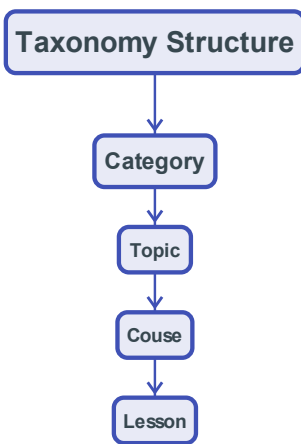 Taxonomy Structure
Category
Topic
Couse
Lesson